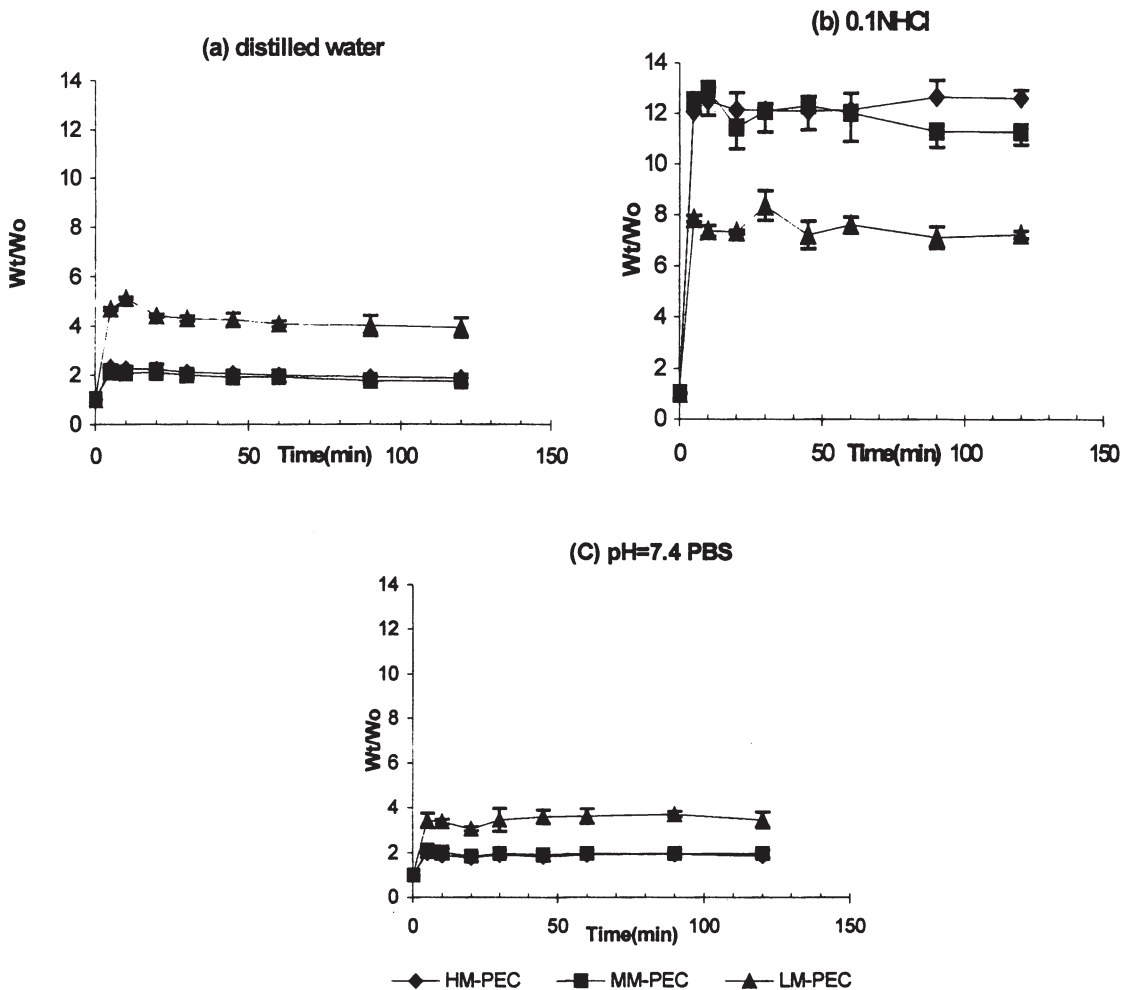 (a) distilled water
14
12
10
8
6
4
2
0
Wt/Wo
0 50 100 150
Time(min)
(b) 0.1NHCl
14
12
10
8
6
4
2
0
Wt/Wo
0 50 100 150
Time(min)
(C) pH=7.4 PBS
14
12
10
8
6
4
2
0
Wt/Wo
0 50 100 150
Time(min)
HM-PEC MM-PEC LM-PEC